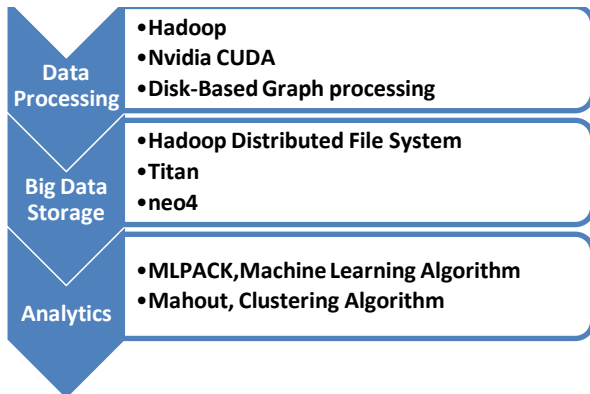 Data
Processing
•Hadoop
•Nvidia CUDA
•Disk-Based Graph processing
Big Data
Storage
•Hadoop Distributed File System
•Titan
•neo4
Analytics
•MLPACK,Machine Learning Algorithm
•Mahout, Clustering Algorithm